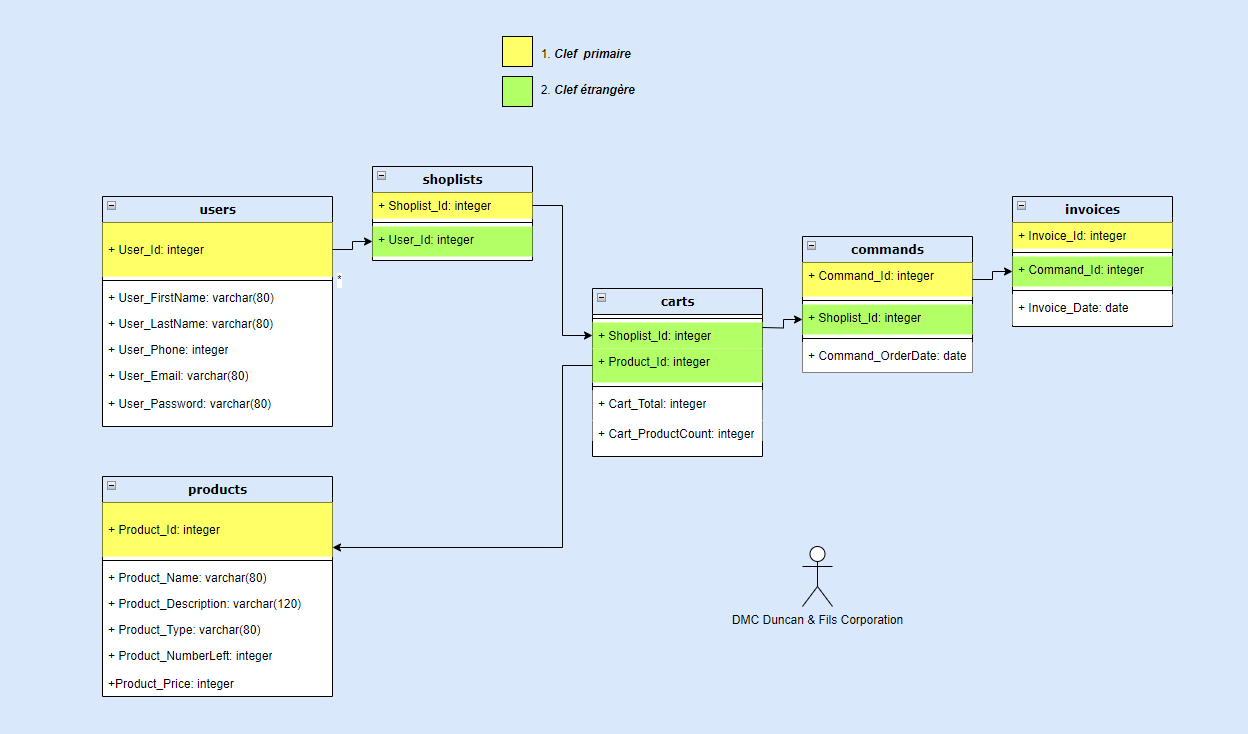 1. Clef primaire
2. Clef étrangère
users
+ User_Id: integer
*
+ User_FirstName: varchar(80)
+ User_LastName: varchar(80)
+ User_Phone: integer
+ User_Email: varchar(80)
+ User_Password: varchar(80)
shoplists
+ Shoplist_Id: integer
+ User_Id: integer
carts
+ Shoplist_Id: integer
+ Product_Id: integer
+ Cart_Total: integer
+ Cart_ProductCount: integer
commands
+ Command_Id: integer
+ Shoplist_Id: integer
+ Command_OrderDate: date
invoices
+ Invoice_Id: integer
+ Command_Id: integer
+ Invoice_Date: date
products
+ Product_Id: integer
+ Product_Name: varchar(80)
+ Product_Description: varchar(120)
+ Product_Type: varchar(80)
+ Product_NumberLeft: integer
+Product_Price: integer
DMC Duncan & Fils Corporation